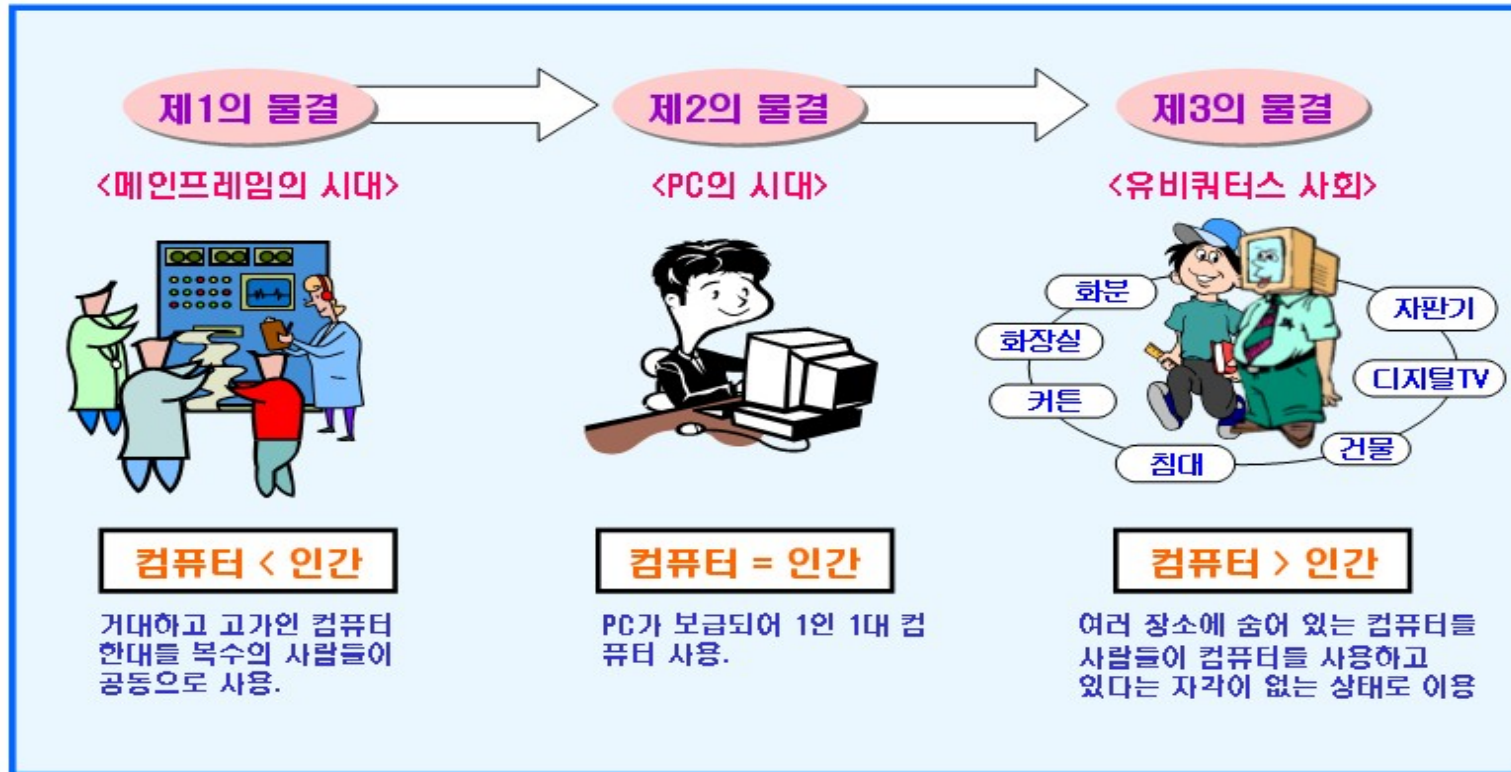 제1의 물결
제2의 물결
제3의 물결
<메인프레임의 시대>
<PC의 시대>
<유비쿼터스 사회>
화분
화장실
커튼
침대
건물
디지털TV
자판기
컴퓨터 < 인간
컴퓨터 = 인간
컴퓨터 > 인간
거대하고 고가인 컴퓨터
한대를 복수의 사람들이
공동으로 사용.
PC가 보급되어 1인 1대 컴
퓨터 사용.
여러 장소에 숨어 있는 컴퓨터를
사람들이 컴퓨터를 사용하고
있다는 자각이 없는 상태로 이용